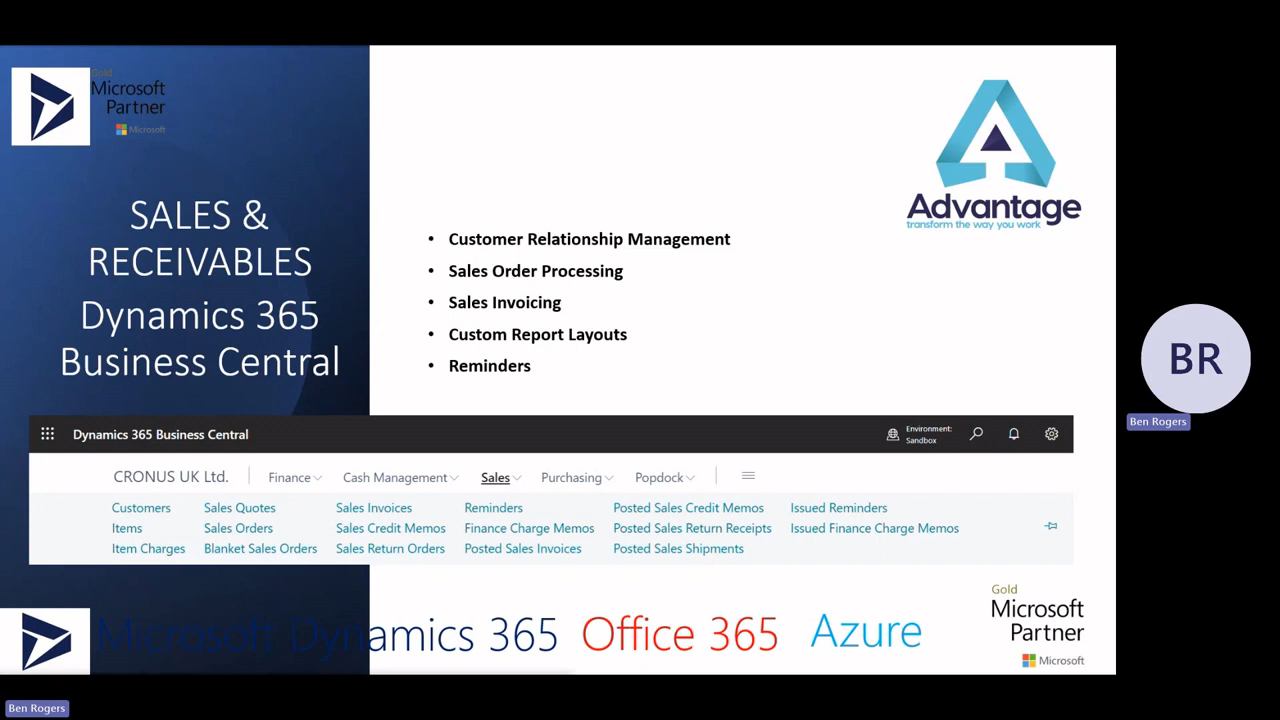 Gold
Microsoft
Partner
Microsoft
SALES &
RECEIVABLES
Dynamics 365
Business Central
Advantage
transform the way you work
• Customer Relationship Management
• Sales Order Processing
• Sales Invoicing
• Custom Report Layouts
• Reminders
BR
Ben Rogers
Dynamics 365 Business Central
Environment:
Sandbox
CRONUS UK Ltd. Finance Cash Management Sales Purchasing Popdock
Customers Sales Quotes Sales Invoices Reminders Posted Sales Credit Memos Issued Reminders
Items Sales Orders Sales Credit Memos Finance Charge Memos Posted Sales Return Receipts Issued Finance Charge Memos
Item Charges Blanket Sales Orders Sales Return Orders Posted Sales Invoices Posted Sales Shipments
Microsoft Dynamics 365 Office 365 Azure
Gold
Microsoft
Partner
Microsoft
Ben Rogers